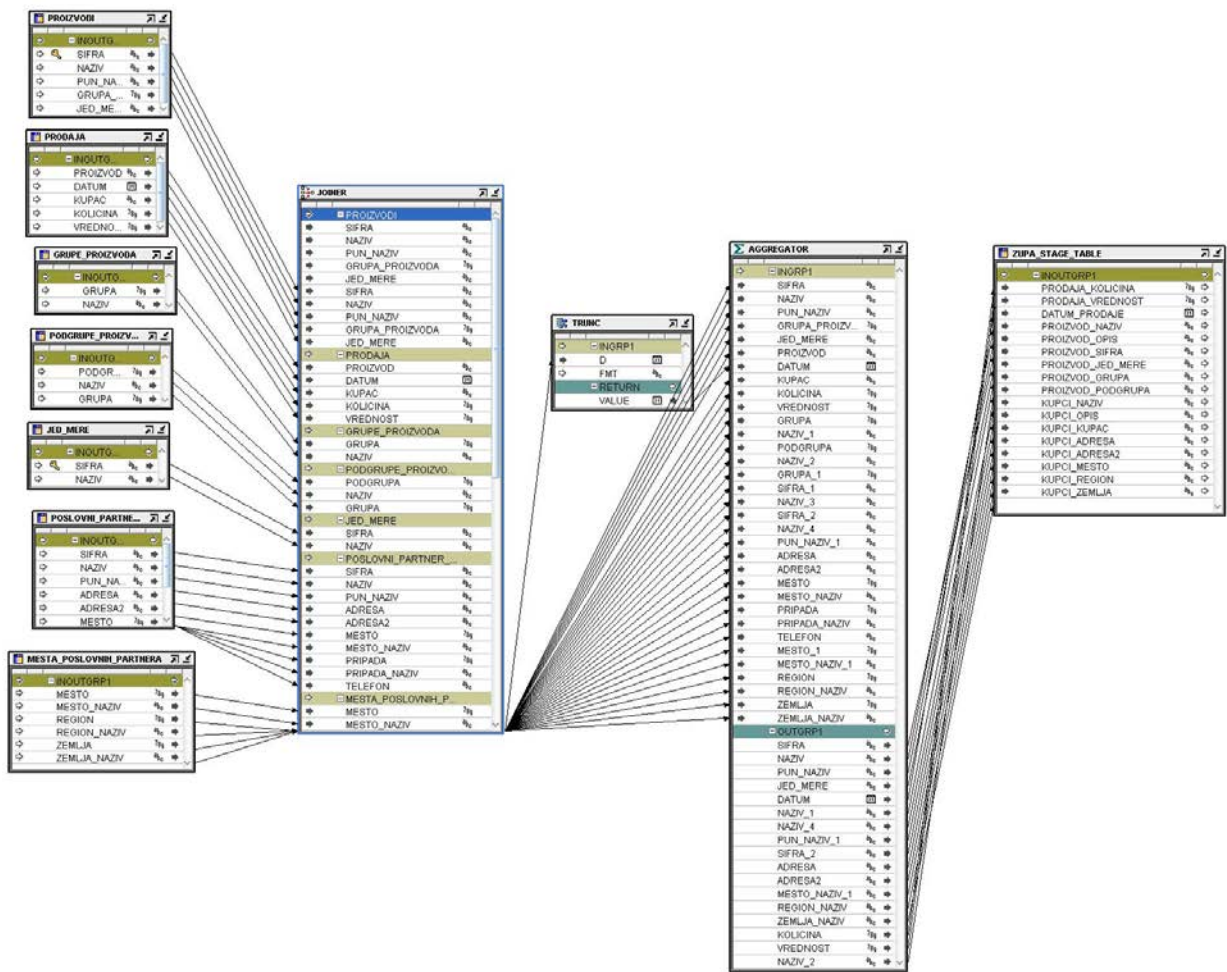 PROIZVODI
INOUTG...
SIFRA
NAZIV
PUN_NA...
GRUPA_...
JED_ME...
PRODAJA
INOUTG...
PROIZVOD
DATUM
KUPAC
KOLICINA
VREDNO...
GRUPE_PROIZVODA
INOUTG...
GRUPA
NAZIV
PODGRUPE_PROIZV...
INOUTG...
PODGR...
NAZIV
GRUPA
JED_MERE
INOUTG...
SIFRA
NAZIV
POSLOVNI_PARTNE...
INOUTG...
SIFRA
NAZIV
PUN_NA...
ADRESA
ADRESA2
MESTO
MESTA_POSLOVNIH_PARTNERA
INOUTGRP1
MESTO
MESTO_NAZIV
REGION
REGION_NAZIV
ZEMLJA
ZEMLJA_NAZIV
JOINER
PROIZVODI
SIFRA
NAZIV
PUN_NAZIV
GRUPA_PROIZVODA
JED_MERE
SIFRA
NAZIV
PUN_NAZIV
GRUPA_PROIZVODA
JED_MERE
PRODAJA
PROIZVOD
DATUM
KUPAC
KOLICINA
VREDNOST
GRUPE_PROIZVODA
GRUPA
NAZIV
PODGRUPE_PROIZVO...
PODGRUPA
NAZIV
GRUPA
JED_MERE
SIFRA
NAZIV
POSLOVNI_PARTNER_...
SIFRA
NAZIV
PUN_NAZIV
ADRESA
ADRESA2
MESTO
MESTO_NAZIV
PRIPADA
PRIPADA_NAZIV
TELEFON
MESTA_POSLOVNIH_P...
MESTO
MESTO_NAZIV
TRUNC
INGRP1
D
FMT
RETURN
VALUE
AGGREGATOR
INGRP1
SIFRA
NAZIV
PUN_NAZIV
GRUPA_PROIZV...
JED_MERE
PROIZVOD
DATUM
KUPAC
KOLICINA
VREDNOST
GRUPA
NAZIV_1
PODGRUPA
NAZIV_2
GRUPA_1
SIFRA_1
NAZIV_3
SIFRA_2
NAZIV_4
PUN_NAZIV_1
ADRESA
ADRESA2
MESTO
MESTO_NAZIV
PRIPADA
PRIPADA_NAZIV
TELEFON
MESTO_1
MESTO_NAZIV_1
REGION
REGION_NAZIV
ZEMLJA
ZEMLJA_NAZIV
OUTGRP1
SIFRA
NAZIV
PUN_NAZIV
JED_MERE
DATUM
NAZIV_1
NAZIV_4
PUN_NAZIV_1
SIFRA_2
ADRESA
ADRESA2
MESTO_NAZIV_1
REGION_NAZIV
ZEMLJA_NAZIV
KOLICINA
VREDNOST
NAZIV_2
ZUPA_STAGE_TABLE
INOUTGRP1
PRODAJA_KOLICINA
PRODAJA_VREDNOST
DATUM_PRODAJE
PROIZVOD_NAZIV
PROIZVOD_OPIS
PROIZVOD_SIFRA
PROIZVOD_JED_MERE
PROIZVOD_GRUPA
PROIZVOD_PODGRUPA
KUPCI_NAZIV
KUPCI_OPIS
KUPCI_KUPAC
KUPCI_ADRESA
KUPCI_ADRESA2
KUPCI_MESTO
KUPCI_REGION
KUPCI_ZEMLJA